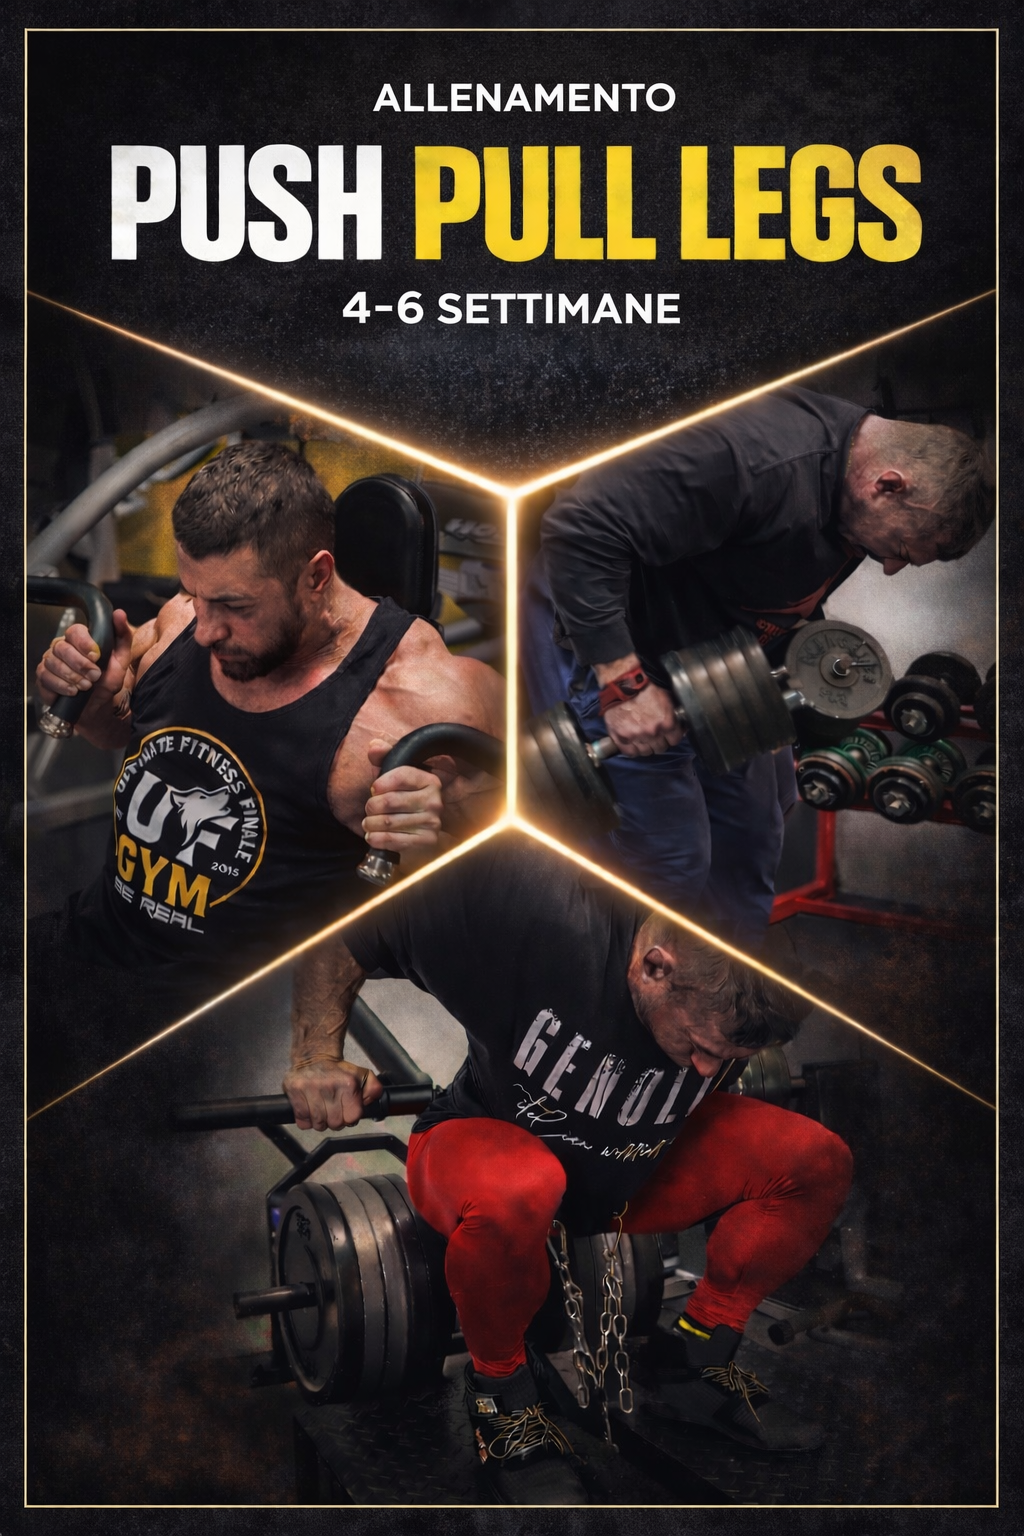 ALLENAMENTO
PUSH PULL LEGS
4-6 SETTIMANE
ULTIMATE FITNESS FINALE
UF
2015
GYM
BE REAL
GENOLI